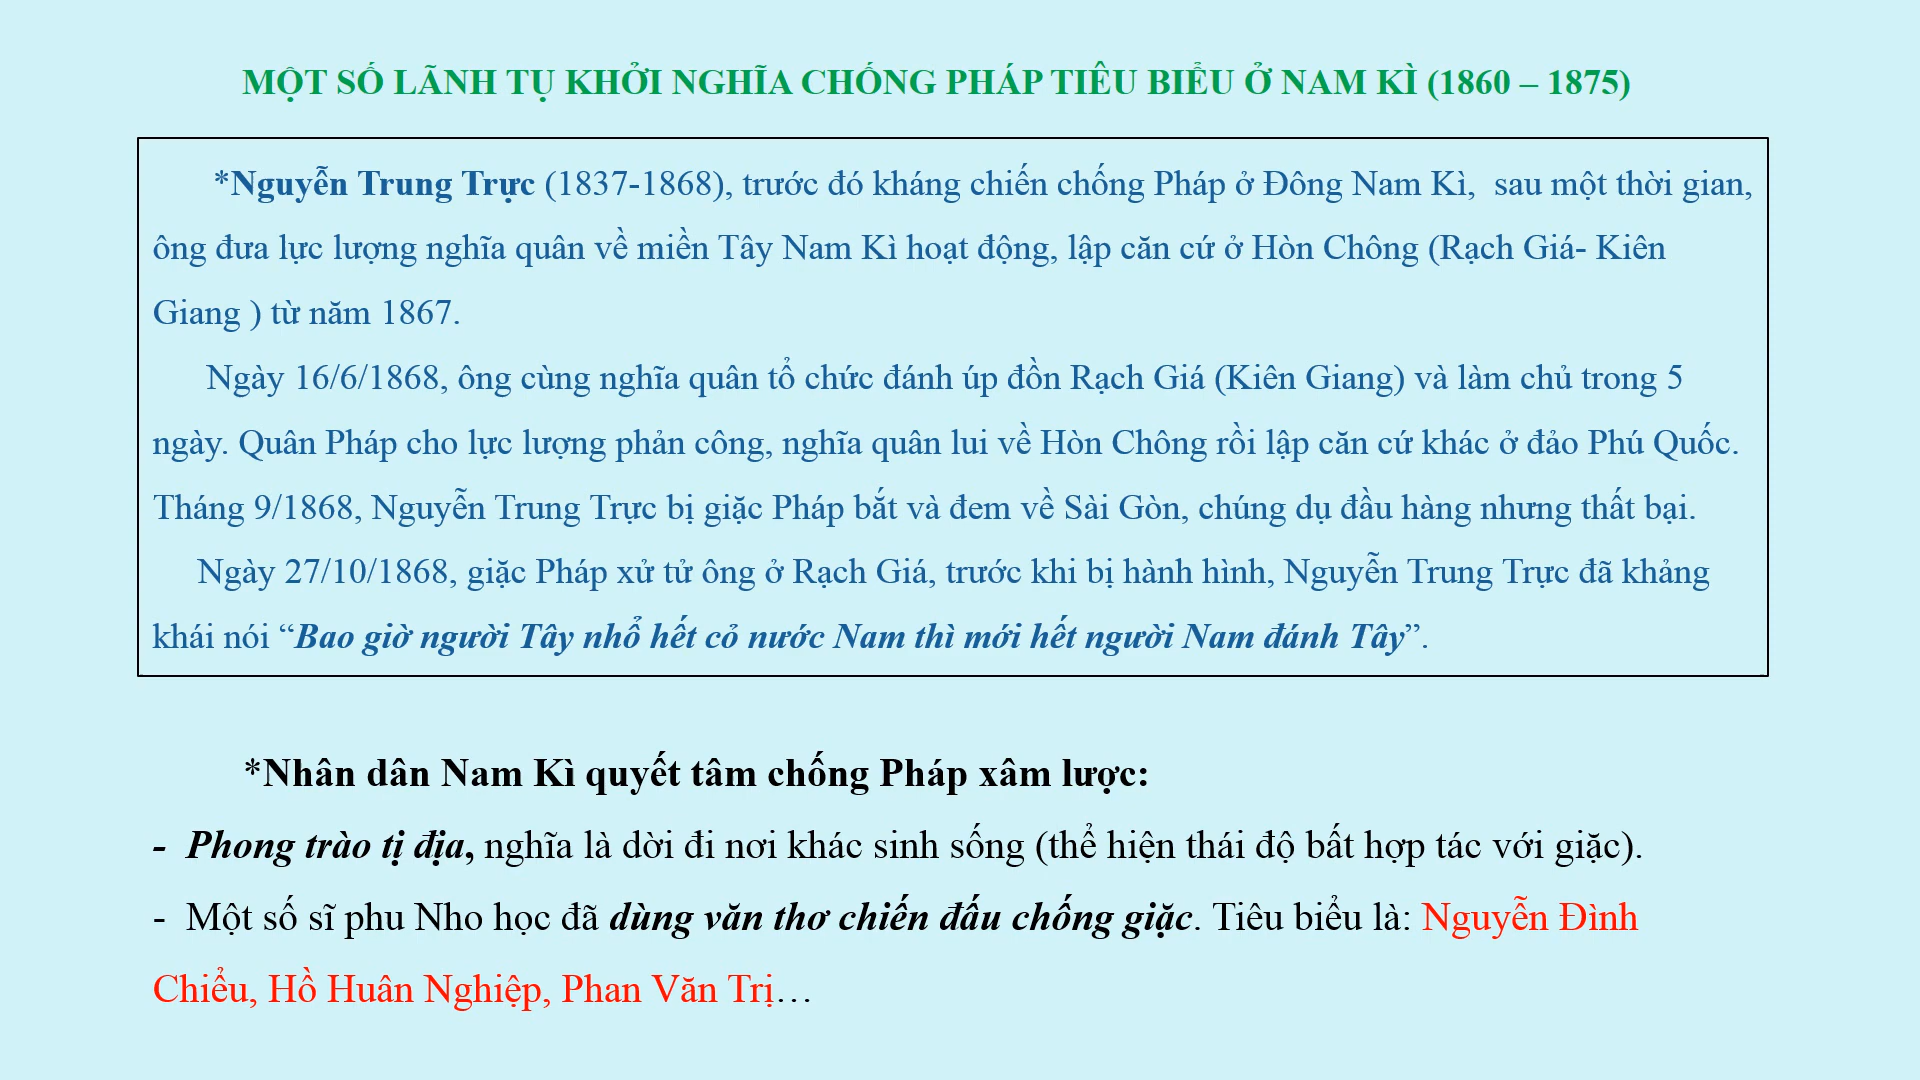 MỘT SỐ LÃNH TỤ KHỞI NGHĨA CHỐNG PHÁP TIÊU BIỂU Ở NAM KÌ (1860 – 1875)
*Nguyễn Trung Trực (1837-1868), trước đó kháng chiến chống Pháp ở Đông Nam Kì,  sau một thời gian,
ông đưa lực lượng nghĩa quân về miền Tây Nam Kì hoạt động, lập căn cứ ở Hòn Chông (Rạch Giá- Kiên
Giang ) từ năm 1867.
Ngày 16/6/1868, ông cùng nghĩa quân tổ chức đánh úp đồn Rạch Giá (Kiên Giang) và làm chủ trong 5
ngày. Quân Pháp cho lực lượng phản công, nghĩa quân lui về Hòn Chông rồi lập căn cứ khác ở đảo Phú Quốc.
Tháng 9/1868, Nguyễn Trung Trực bị giặc Pháp bắt và đem về Sài Gòn, chúng dụ đầu hàng nhưng thất bại.
Ngày 27/10/1868, giặc Pháp xử tử ông ở Rạch Giá, trước khi bị hành hình, Nguyễn Trung Trực đã khảng
khái nói “Bao giờ người Tây nhổ hết cỏ nước Nam thì mới hết người Nam đánh Tây”.
*Nhân dân Nam Kì quyết tâm chống Pháp xâm lược:
- Phong trào tị địa, nghĩa là dời đi nơi khác sinh sống (thể hiện thái độ bất hợp tác với giặc).
- Một số sĩ phu Nho học đã dùng văn thơ chiến đấu chống giặc. Tiêu biểu là: Nguyễn Đình
Chiểu, Hồ Huân Nghiệp, Phan Văn Trị…